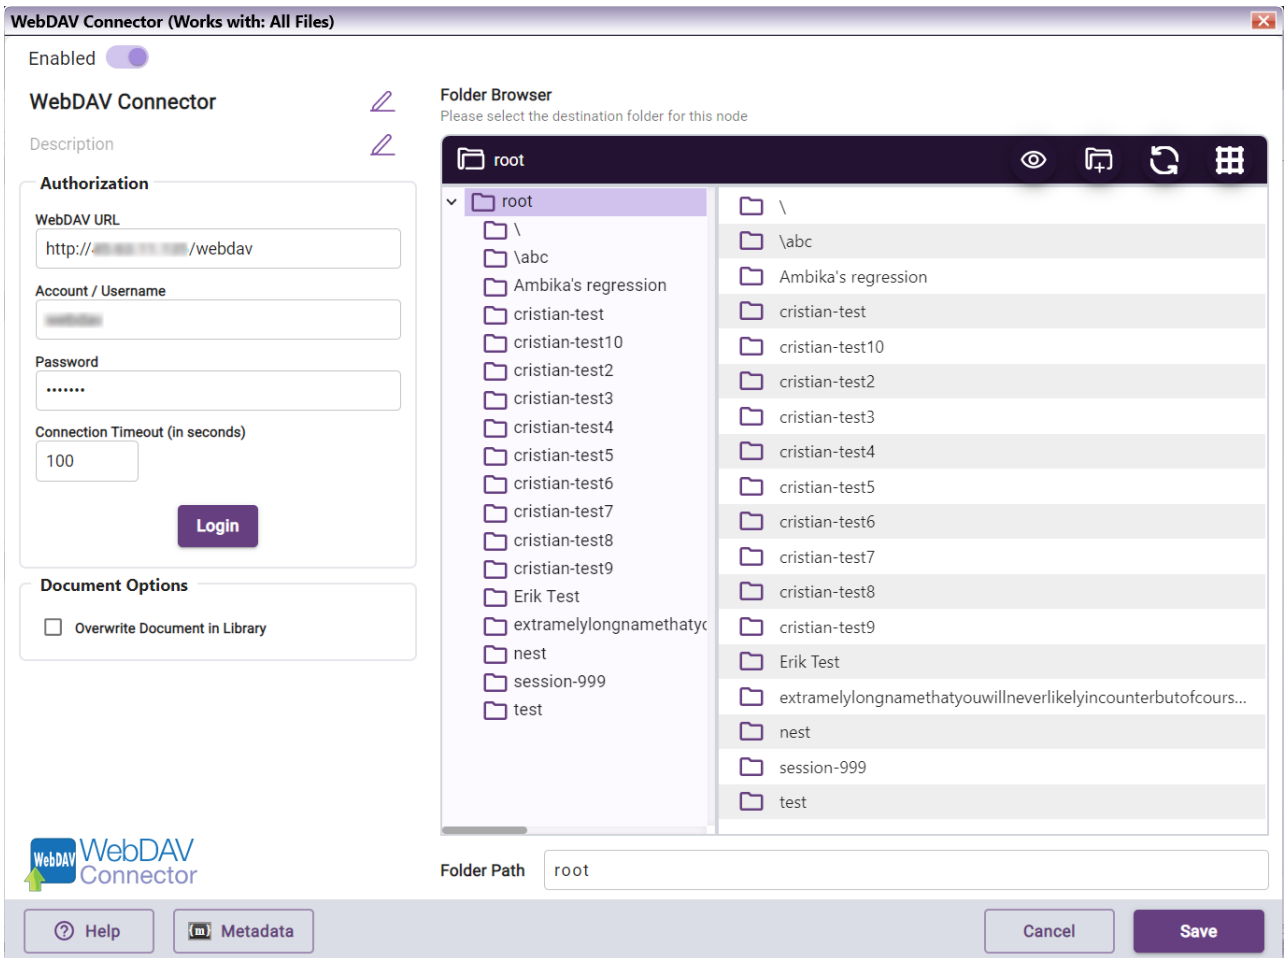 WebDAV Connector (Works with: All Files)
Enabled
WebDAV Connector
Description
Authorization
WebDAV URL
http:// /webdav
Account / Username
Password
•••••••
Connection Timeout (in seconds)
100
Login
Document Options
Overwrite Document in Library
WebDAV
WebDAV
Connector
Folder Browser
Please select the destination folder for this node
root
root
\
\abc
Ambika's regression
cristian-test
cristian-test10
cristian-test2
cristian-test3
cristian-test4
cristian-test5
cristian-test6
cristian-test7
cristian-test8
cristian-test9
Erik Test
extramelylongnamethatyo
nest
session-999
test
\
\abc
Ambika's regression
cristian-test
cristian-test10
cristian-test2
cristian-test3
cristian-test4
cristian-test5
cristian-test6
cristian-test7
cristian-test8
cristian-test9
Erik Test
extramelylongnamethatyouwillneverlikelyincounterbutofcours...
nest
session-999
test
Folder Path
root
Help
{m} Metadata
Cancel
Save